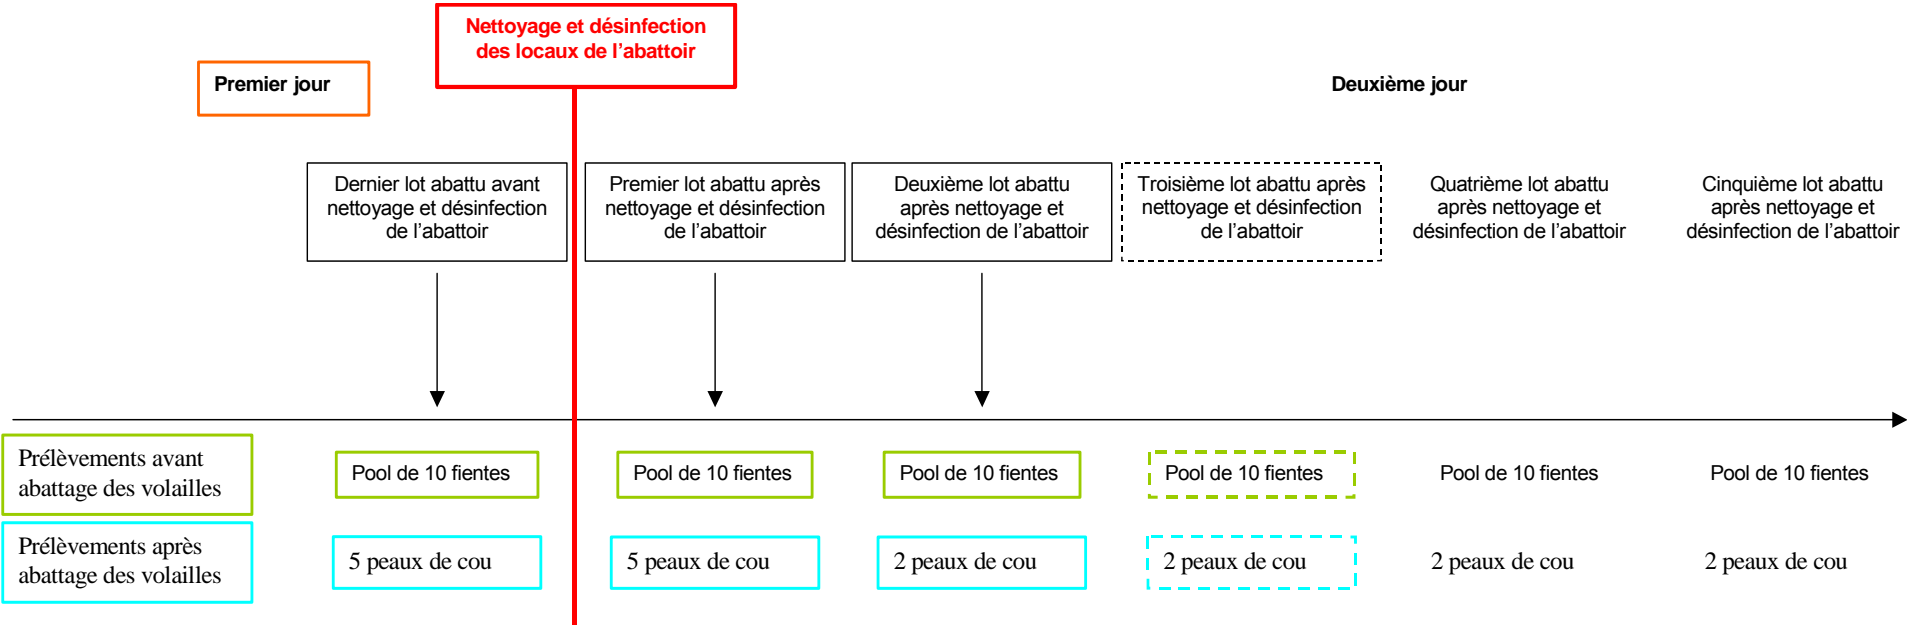 Nettoyage et désinfection
des locaux de l'abattoir
Premier jour
Deuxième jour
Dernier lot abattu avant
nettoyage et désinfection
de l'abattoir
Premier lot abattu après
nettoyage et désinfection
de l'abattoir
Deuxième lot abattu
après nettoyage et
désinfection de l'abattoir
Troisième lot abattu après
nettoyage et désinfection
de l'abattoir
Quatrième lot abattu
après nettoyage et
désinfection de l'abattoir
Cinquième lot abattu
après nettoyage et
désinfection de l'abattoir
Prélèvements avant
abattage des volailles
Pool de 10 fientes
Pool de 10 fientes
Pool de 10 fientes
Pool de 10 fientes
Pool de 10 fientes
Pool de 10 fientes
Prélèvements après
abattage des volailles
5 peaux de cou
5 peaux de cou
2 peaux de cou
2 peaux de cou
2 peaux de cou
2 peaux de cou